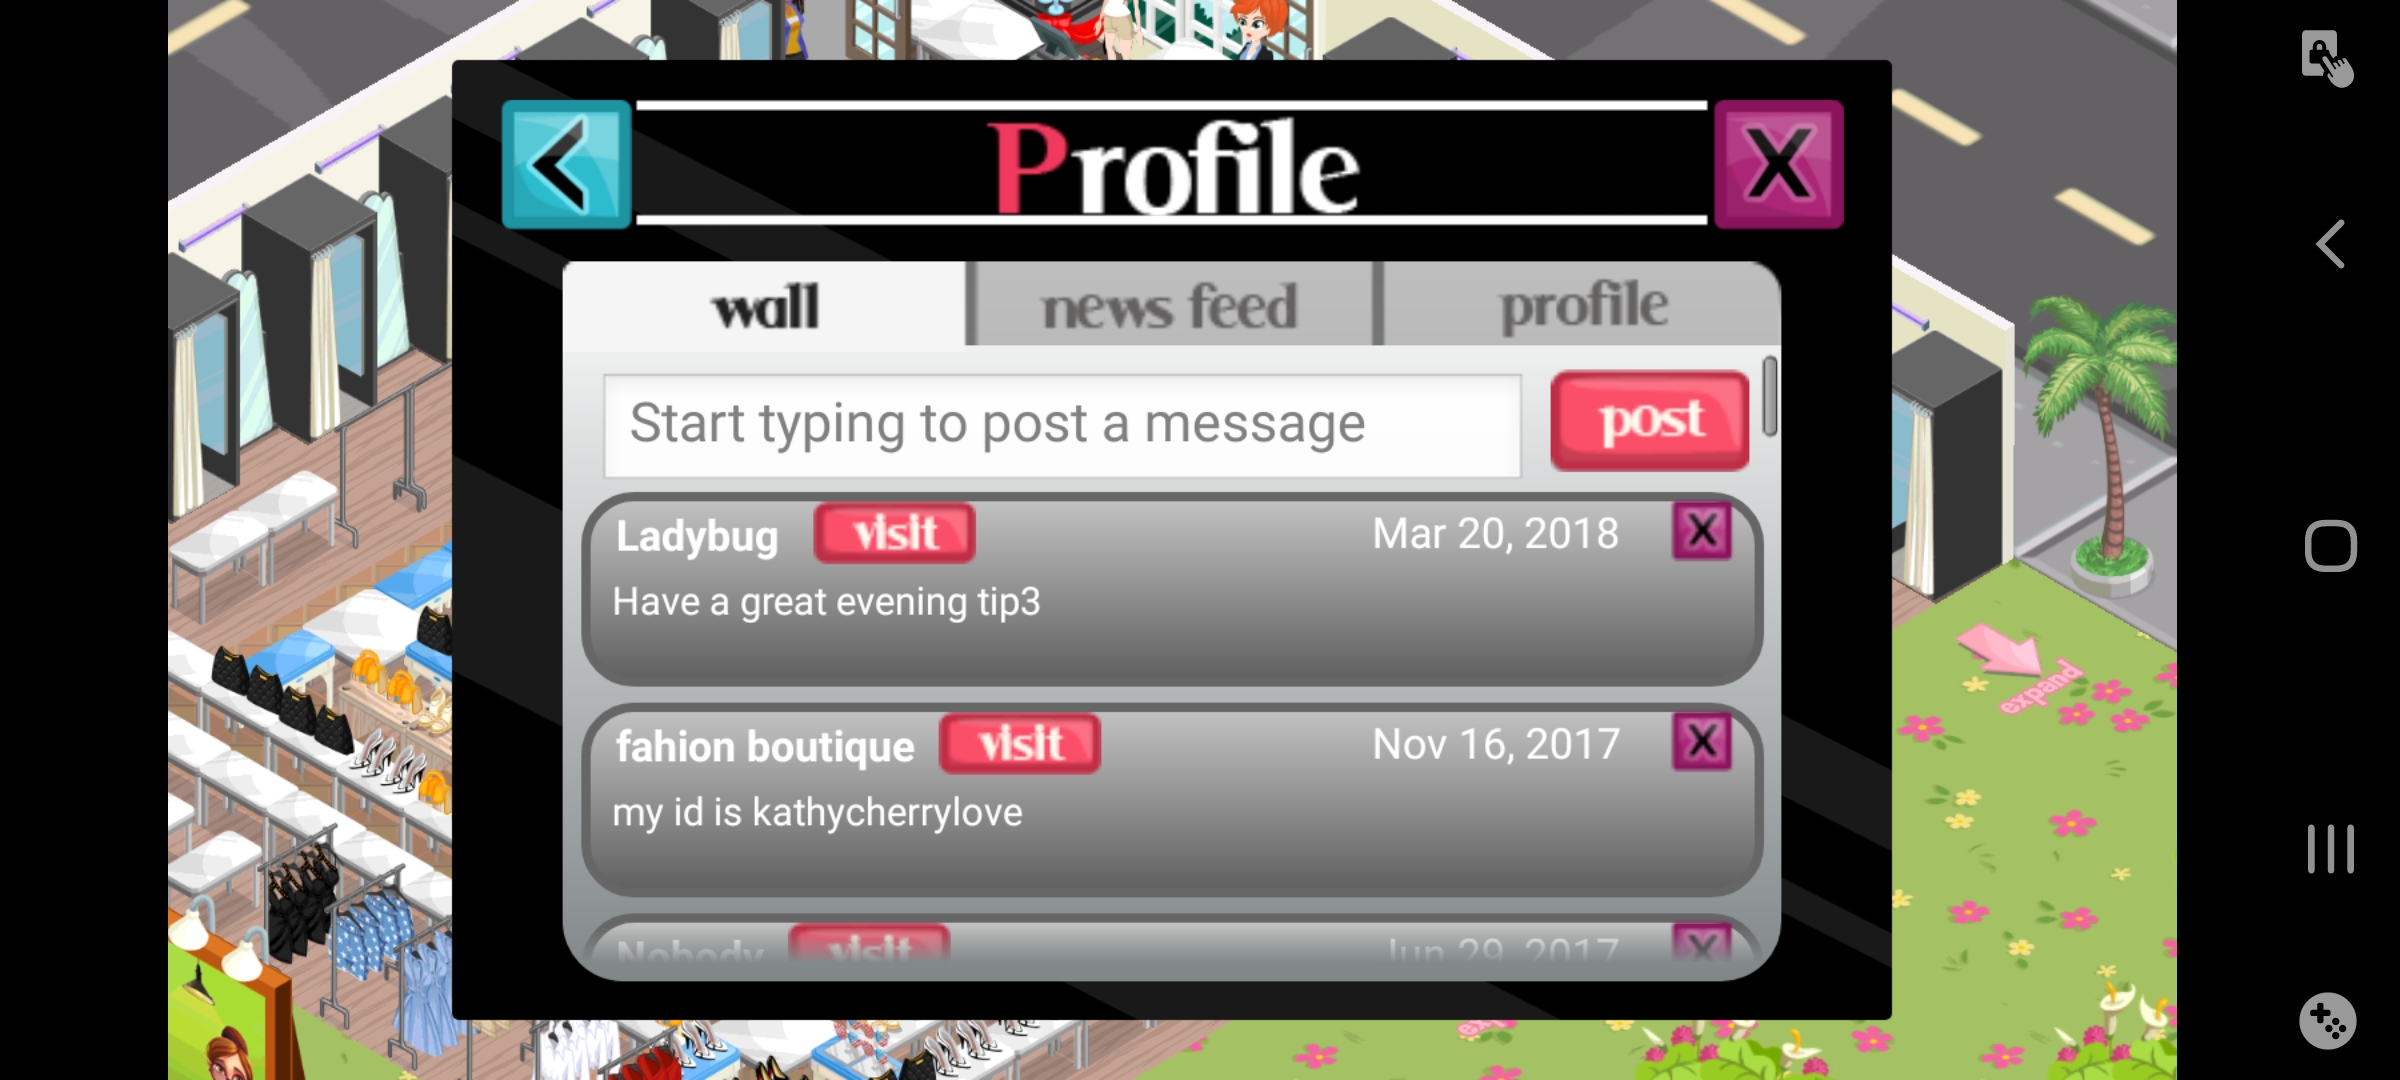 Profile
X
wall
news feed
profile
Start typing to post a message
post
Ladybug visit Mar 20, 2018 X
Have a great evening tip3
fahion boutique visit Nov 16, 2017 X
my id is kathycherrylove
Nobody visit Jun 29, 2017 X
expand